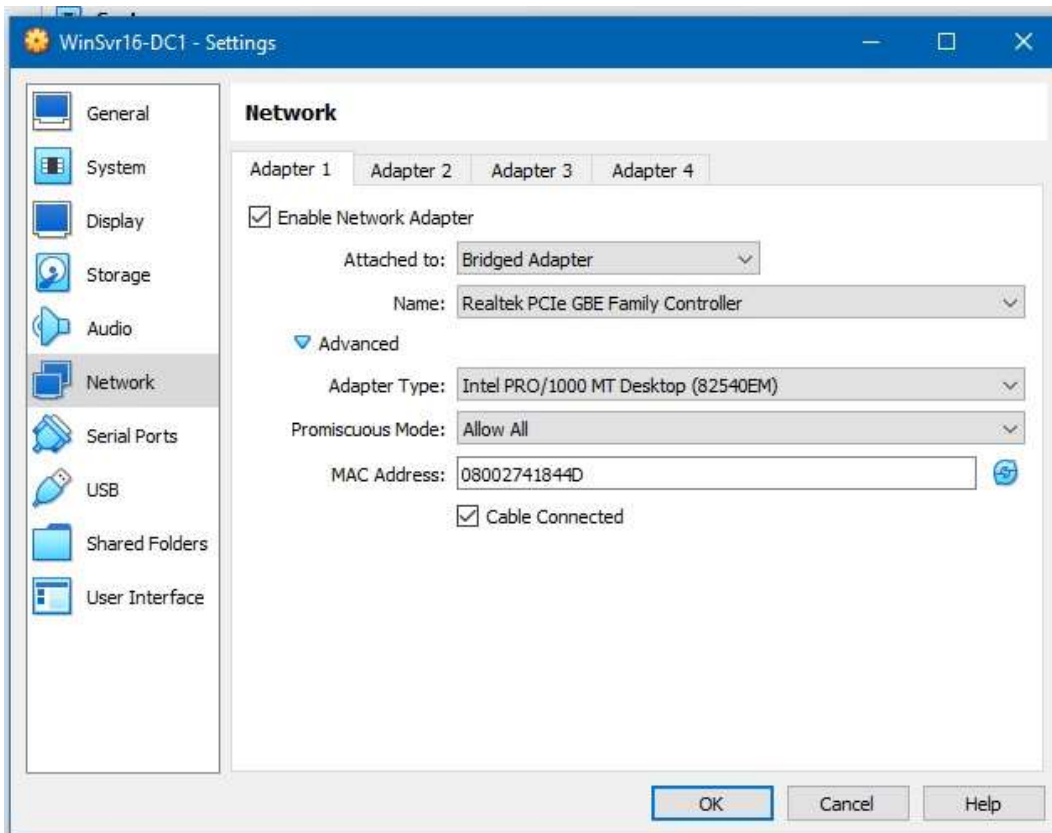 WinSvr16-DC1 - Settings
General
System
Display
Storage
Audio
Network
Serial Ports
USB
Shared Folders
User Interface
Network
Adapter 1 Adapter 2 Adapter 3 Adapter 4
Enable Network Adapter
Attached to: Bridged Adapter
Name: Realtek PCIe GBE Family Controller
Advanced
Adapter Type: Intel PRO/1000 MT Desktop (82540EM)
Promiscuous Mode: Allow All
MAC Address: 08002741844D
Cable Connected
OK Cancel Help